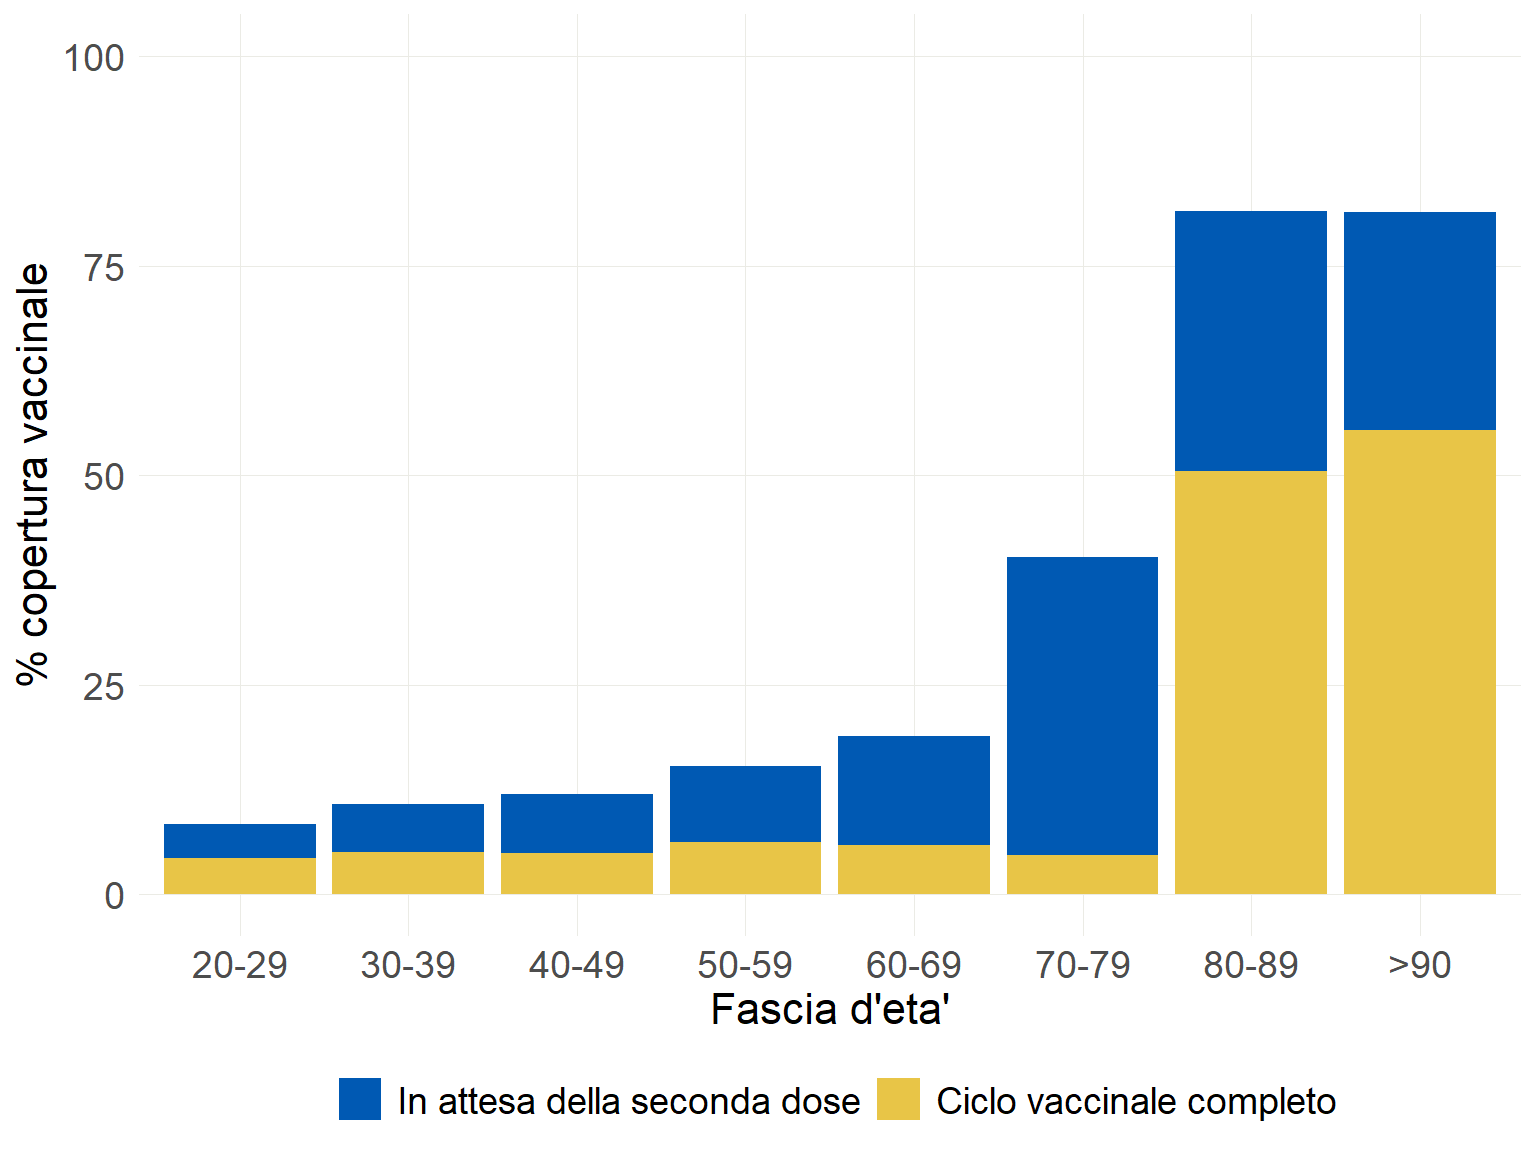 % copertura vaccinale
100
75
50
25
0
20-29 30-39 40-49 50-59 60-69 70-79 80-89 >90
Fascia d'eta'
In attesa della seconda dose Ciclo vaccinale completo